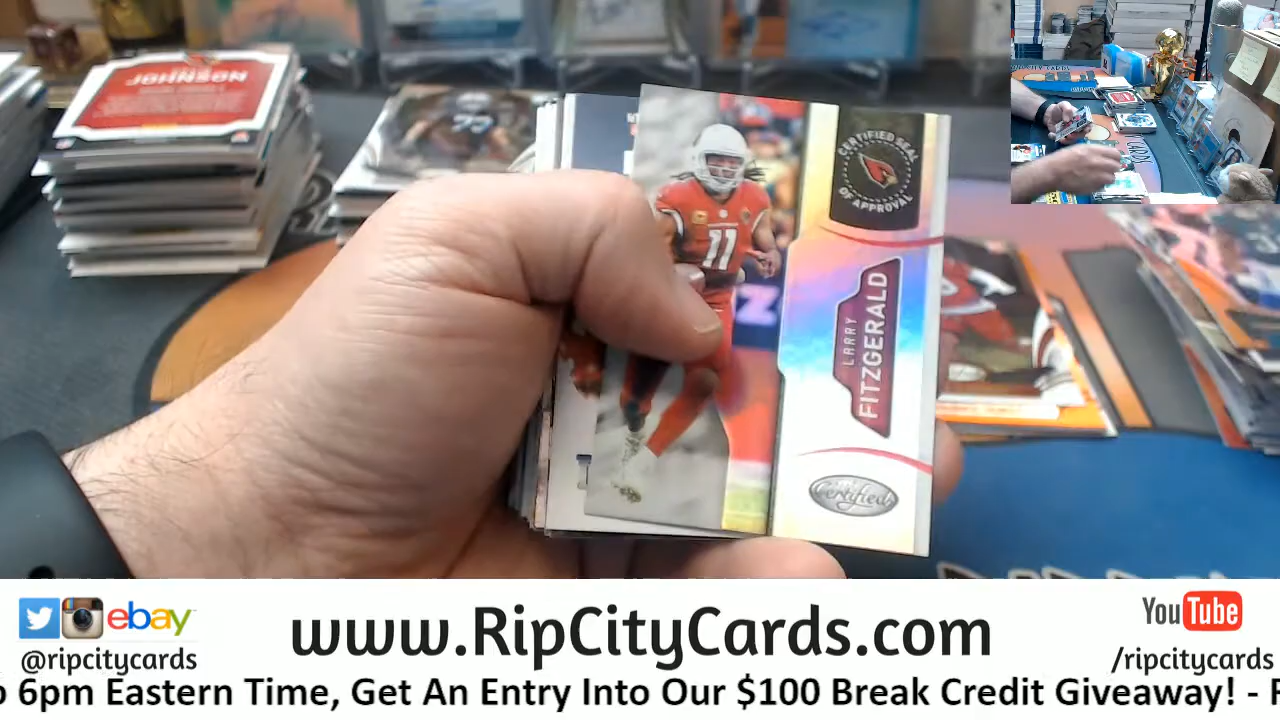 JOHNSON
CERTIFIED SEAL
OF APPROVAL
11
LARRY
FITZGERALD
Certified
ebay
www.RipCityCards.com
YouTube
@ripcitycards
/ripcitycards
6pm Eastern Time, Get An Entry Into Our $100 Break Credit Giveaway! -